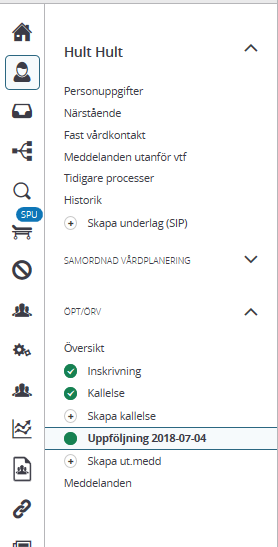 Hult Hult
Personuppgifter
Närstående
Fast vårdkontakt
Meddelanden utanför vtf
Tidigare processer
Historik
SPU
Skapa underlag (SIP)
SAMORDNAD VÅRDPLANERING
ÖPT/ÖRV
Översikt
Inskrivning
Kallelse
Skapa kallelse
Uppföljning 2018-07-04
Skapa ut.medd
Meddelanden